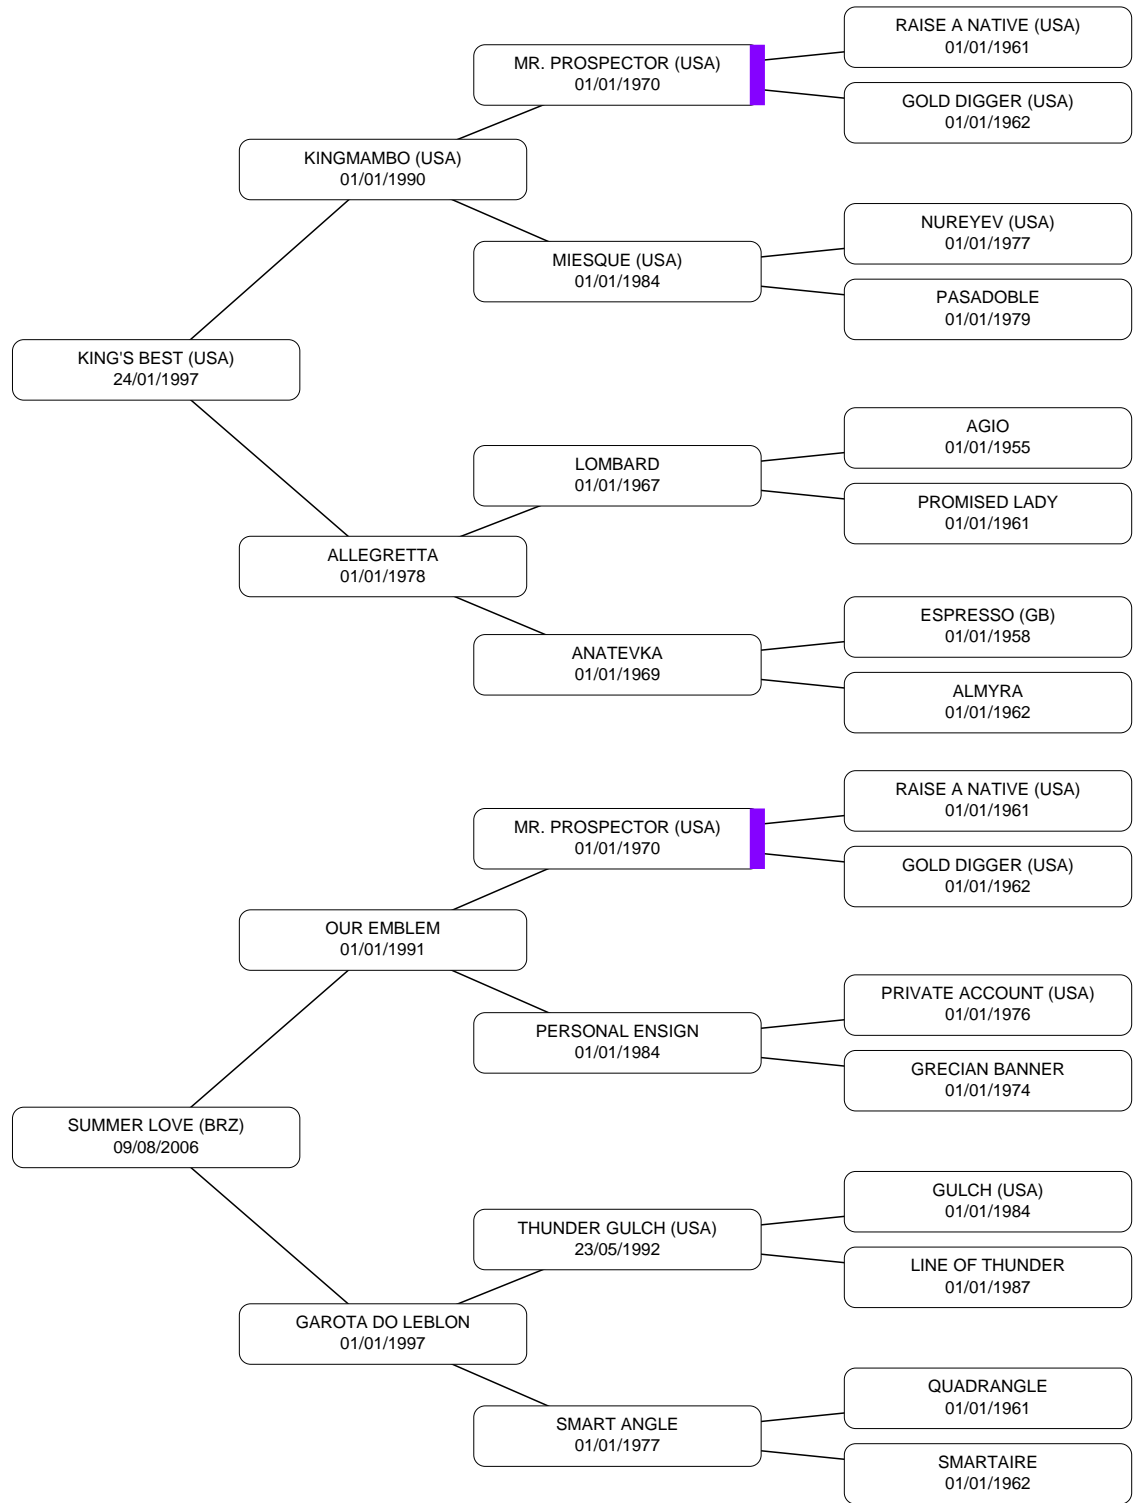 RAISE A NATIVE (USA)
01/01/1961
MR. PROSPECTOR (USA)
01/01/1970
GOLD DIGGER (USA)
01/01/1962
KINGMAMBO (USA)
01/01/1990
NUREYEV (USA)
01/01/1977
MIESQUE (USA)
01/01/1984
PASADOBLE
01/01/1979
KING'S BEST (USA)
24/01/1997
AGIO
01/01/1955
LOMBARD
01/01/1967
PROMISED LADY
01/01/1961
ALLEGRETTA
01/01/1978
ESPRESSO (GB)
01/01/1958
ANATEVKA
01/01/1969
ALMYRA
01/01/1962
RAISE A NATIVE (USA)
01/01/1961
MR. PROSPECTOR (USA)
01/01/1970
GOLD DIGGER (USA)
01/01/1962
OUR EMBLEM
01/01/1991
PRIVATE ACCOUNT (USA)
01/01/1976
PERSONAL ENSIGN
01/01/1984
GRECIAN BANNER
01/01/1974
SUMMER LOVE (BRZ)
09/08/2006
GULCH (USA)
01/01/1984
THUNDER GULCH (USA)
23/05/1992
LINE OF THUNDER
01/01/1987
GAROTA DO LEBLON
01/01/1997
QUADRANGLE
01/01/1961
SMART ANGLE
01/01/1977
SMARTAIRE
01/01/1962